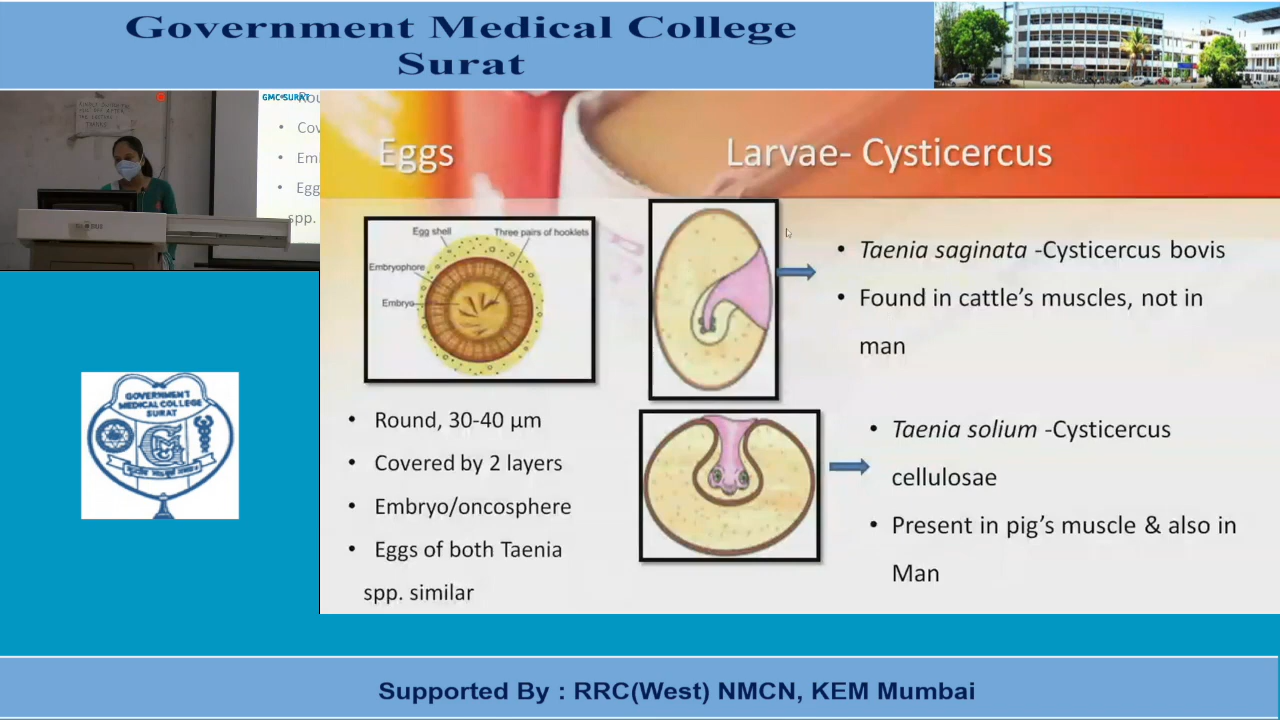 Government Medical College
Surat
GMC-SURAT
Cov
Em
Egg
spp.
Eggs
Larvae- Cysticercus
Egg shell
Three pairs of hooklets
Embryophore
Embryo
• Round, 30-40 µm
• Covered by 2 layers
• Embryo/oncosphere
• Eggs of both Taenia
spp. similar
• Taenia saginata -Cysticercus bovis
• Found in cattle's muscles, not in
man
• Taenia solium -Cysticercus
cellulosae
• Present in pig's muscle & also in
Man
GOVERNMENT
MEDICAL COLLEGE
SURAT
Supported By : RRC(West) NMCN, KEM Mumbai